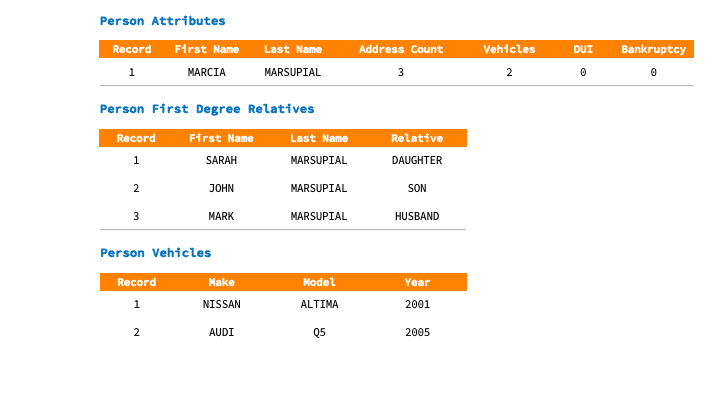 Person Attributes
Record First Name Last Name Address Count Vehicles DUI Bankruptcy
1 MARCIA MARSUPIAL 3 2 0 0
Person First Degree Relatives
Record First Name Last Name Relative
1 SARAH MARSUPIAL DAUGHTER
2 JOHN MARSUPIAL SON
3 MARK MARSUPIAL HUSBAND
Person Vehicles
Record Make Model Year
1 NISSAN ALTIMA 2001
2 AUDI Q5 2005